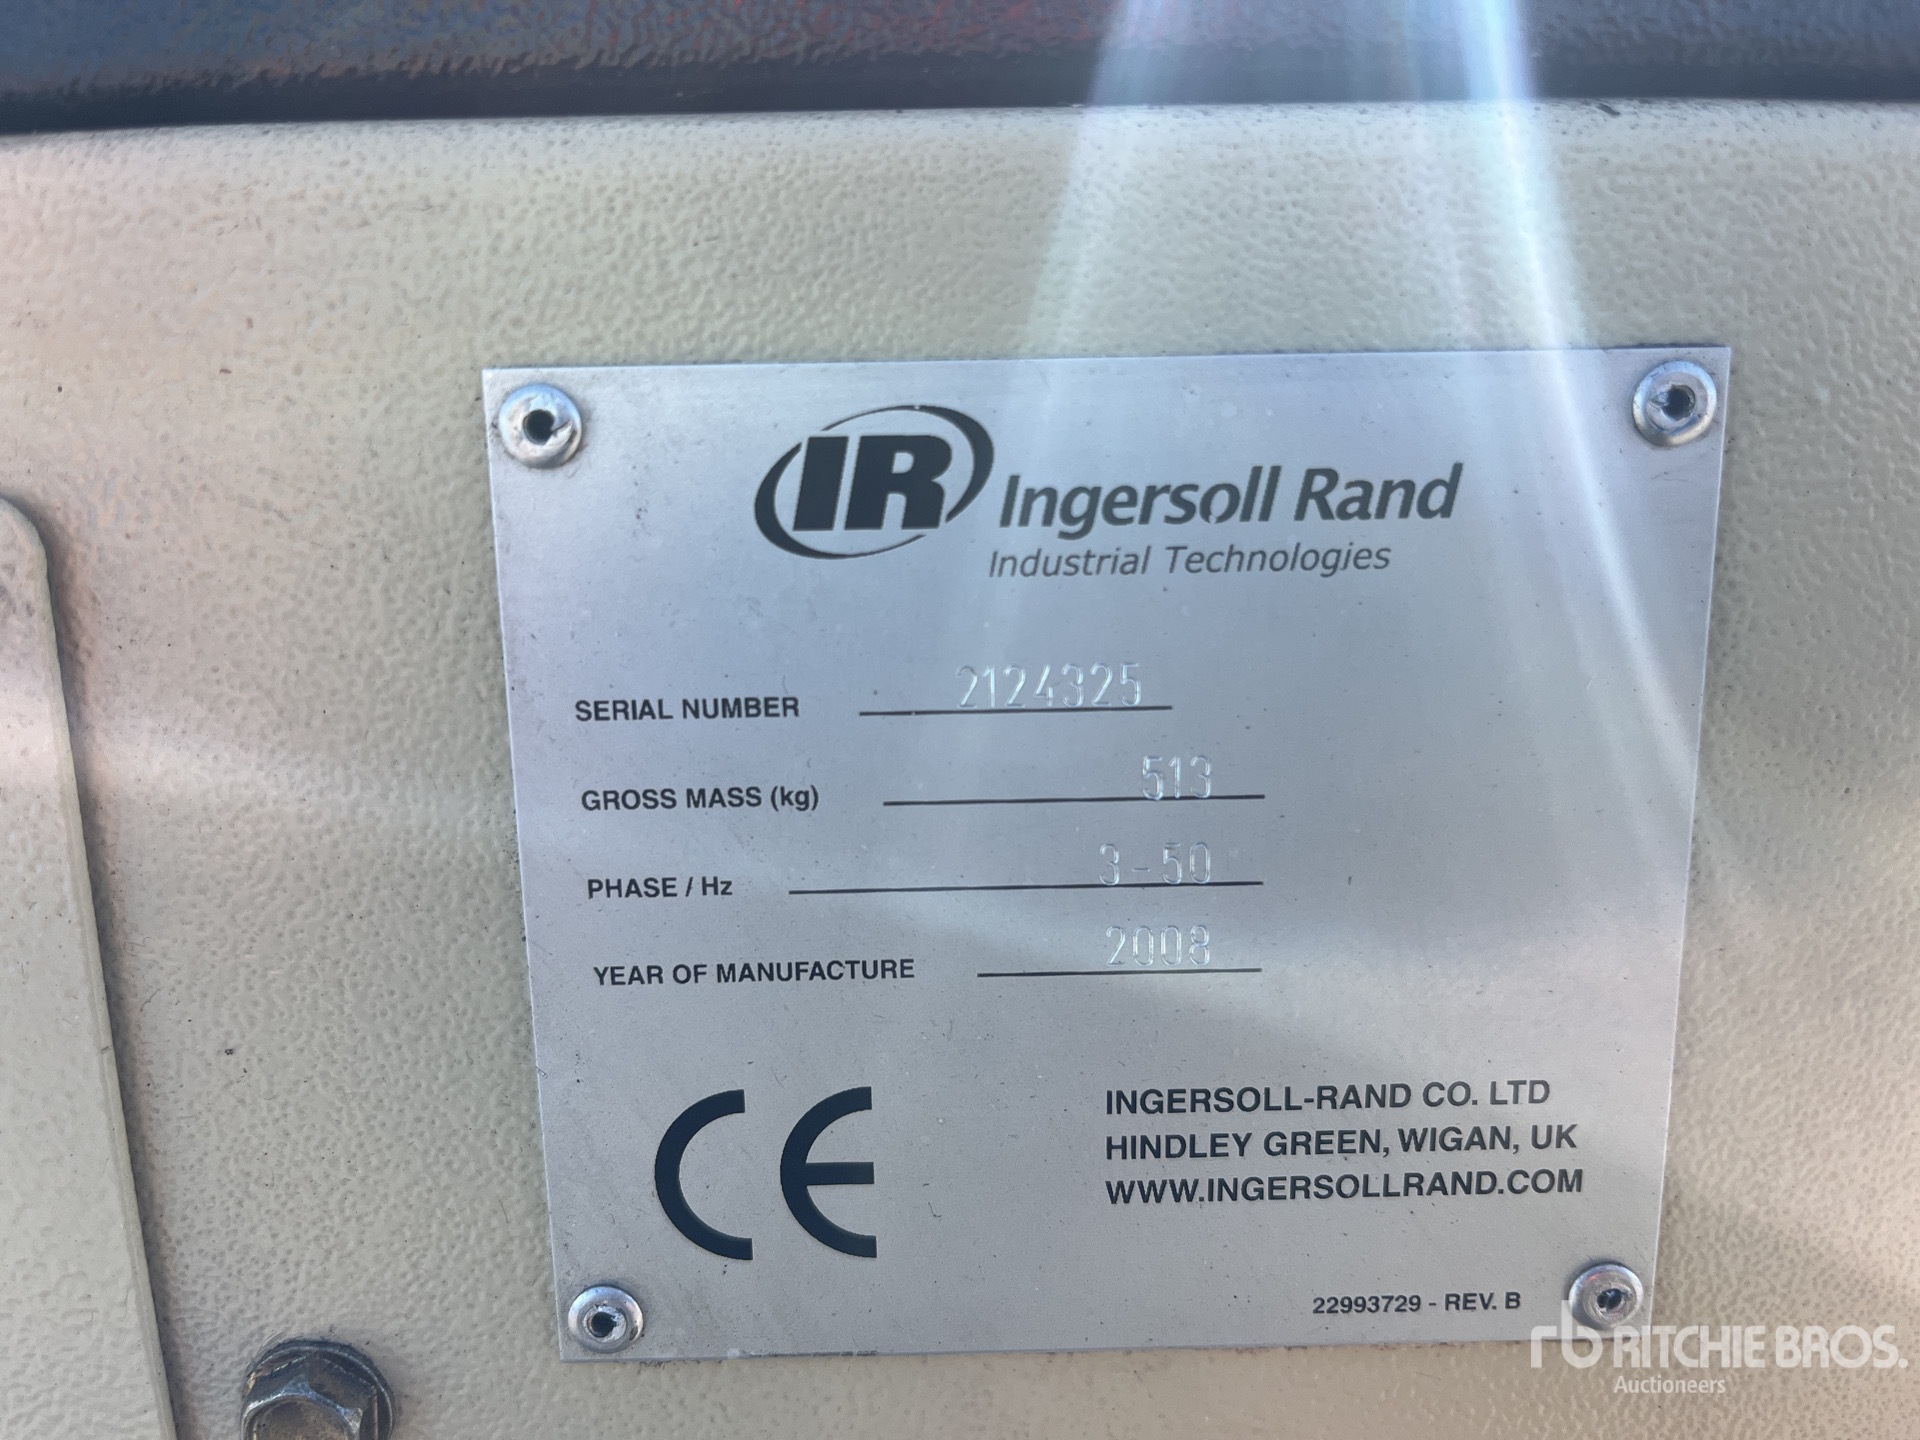 IR Ingersoll Rand
Industrial Technologies
SERIAL NUMBER 2124325
GROSS MASS (kg) 513
PHASE / Hz 3-50
YEAR OF MANUFACTURE 2008
CE
INGERSOLL-RAND CO. LTD
HINDLEY GREEN, WIGAN, UK
WWW.INGERSOLLRAND.COM
22993729 - REV. B
rb RITCHIE BROS.
Auctioneers